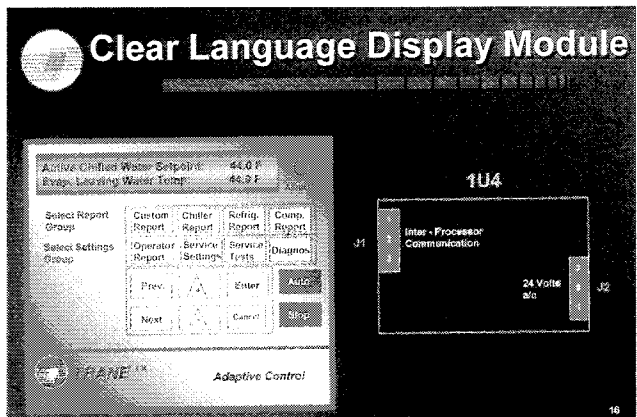 Clear Language Display Module
Active Chilled Water Setpoint: 44.0 F
Evap. Leaving Water Temp: 44.0 F
Select Report
Group
Custom
Report
Chiller
Report
Refrig.
Report
Comp.
Report
Select Settings
Group
Operator
Report
Service
Settings
Service
Tests
Diagnos.
Prev.
Enter
Auto
Next
Cancel
Stop
TRANE
Adaptive Control
1U4
J1
Inter - Processor
Communication
24 Volts
a/c
J2
16